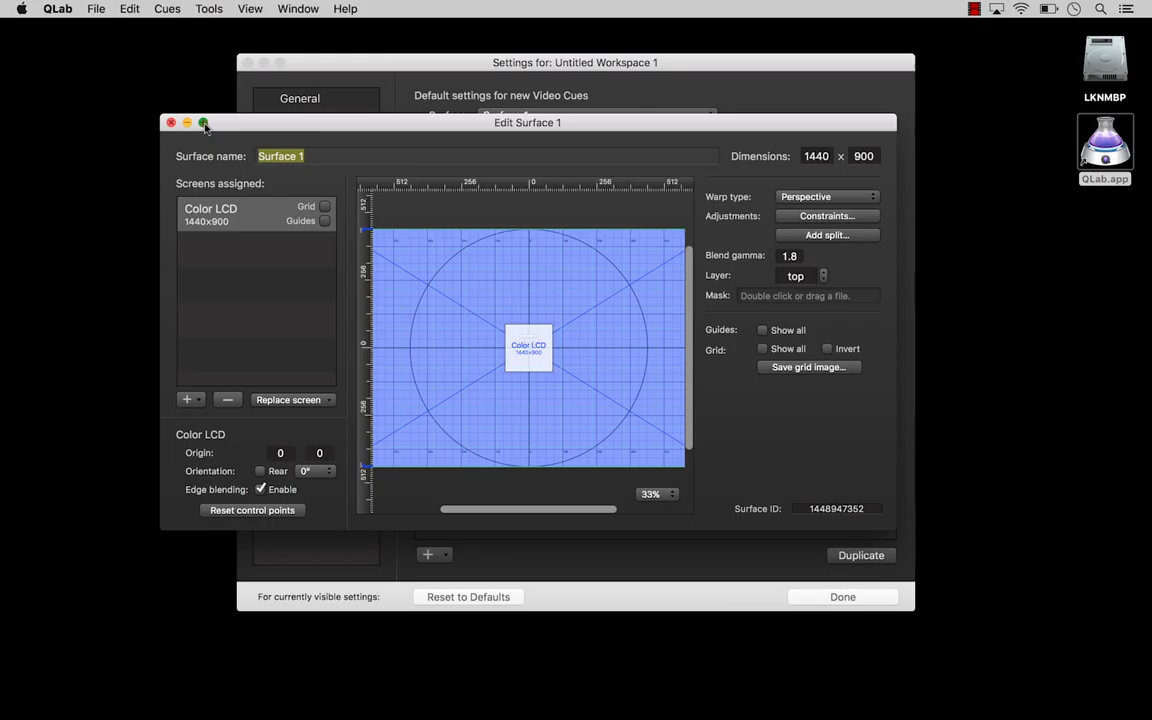 QLab File Edit Cues Tools View Window Help
LKNMBP
QLab.app
Settings for: Untitled Workspace 1
General
Default settings for new Video Cues
Edit Surface 1
Surface name: Surface 1
Dimensions: 1440 x 900
Screens assigned:
Color LCD
1440x900
Grid
Guides
Replace screen
Color LCD
Origin: 0 0
Orientation: Rear 0°
Edge blending: Enable
Reset control points
512 256 0 256 512
512
256
0
256
512
Color LCD
1440x900
33%
Warp type: Perspective
Adjustments: Constraints...
Add split...
Blend gamma: 1.8
Layer: top
Mask: Double click or drag a file.
Guides: Show all
Grid: Show all Invert
Save grid image...
Surface ID: 1448947352
Duplicate
For currently visible settings: Reset to Defaults Done